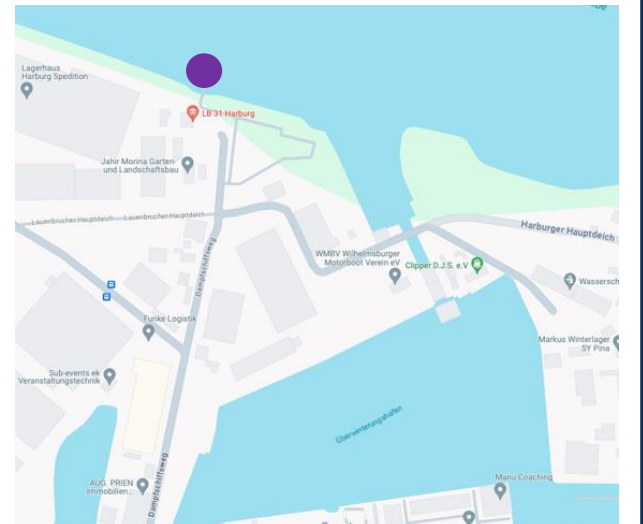 Lagerhaus
Harburg Spedition
LB 31 Harburg
Jahir Morina Garten-
und Landschaftsbau
Lauenbrucher Hauptdeich
Lauenbrucher Hauptdeich
Harburger Hauptdeich
WMBV Wilhelmsburger
Motorboot Verein eV
Clipper D.J.S. e.V
Dampfschiffsweg
Wassersch
Funke Logistik
Markus Winterlager
SY Pina
Sub-events ek
Veranstaltungstechnik
Überwinterungshafen
Dampfschiffsweg
AUG. PRIEN
Immobilien...
Manu Coaching